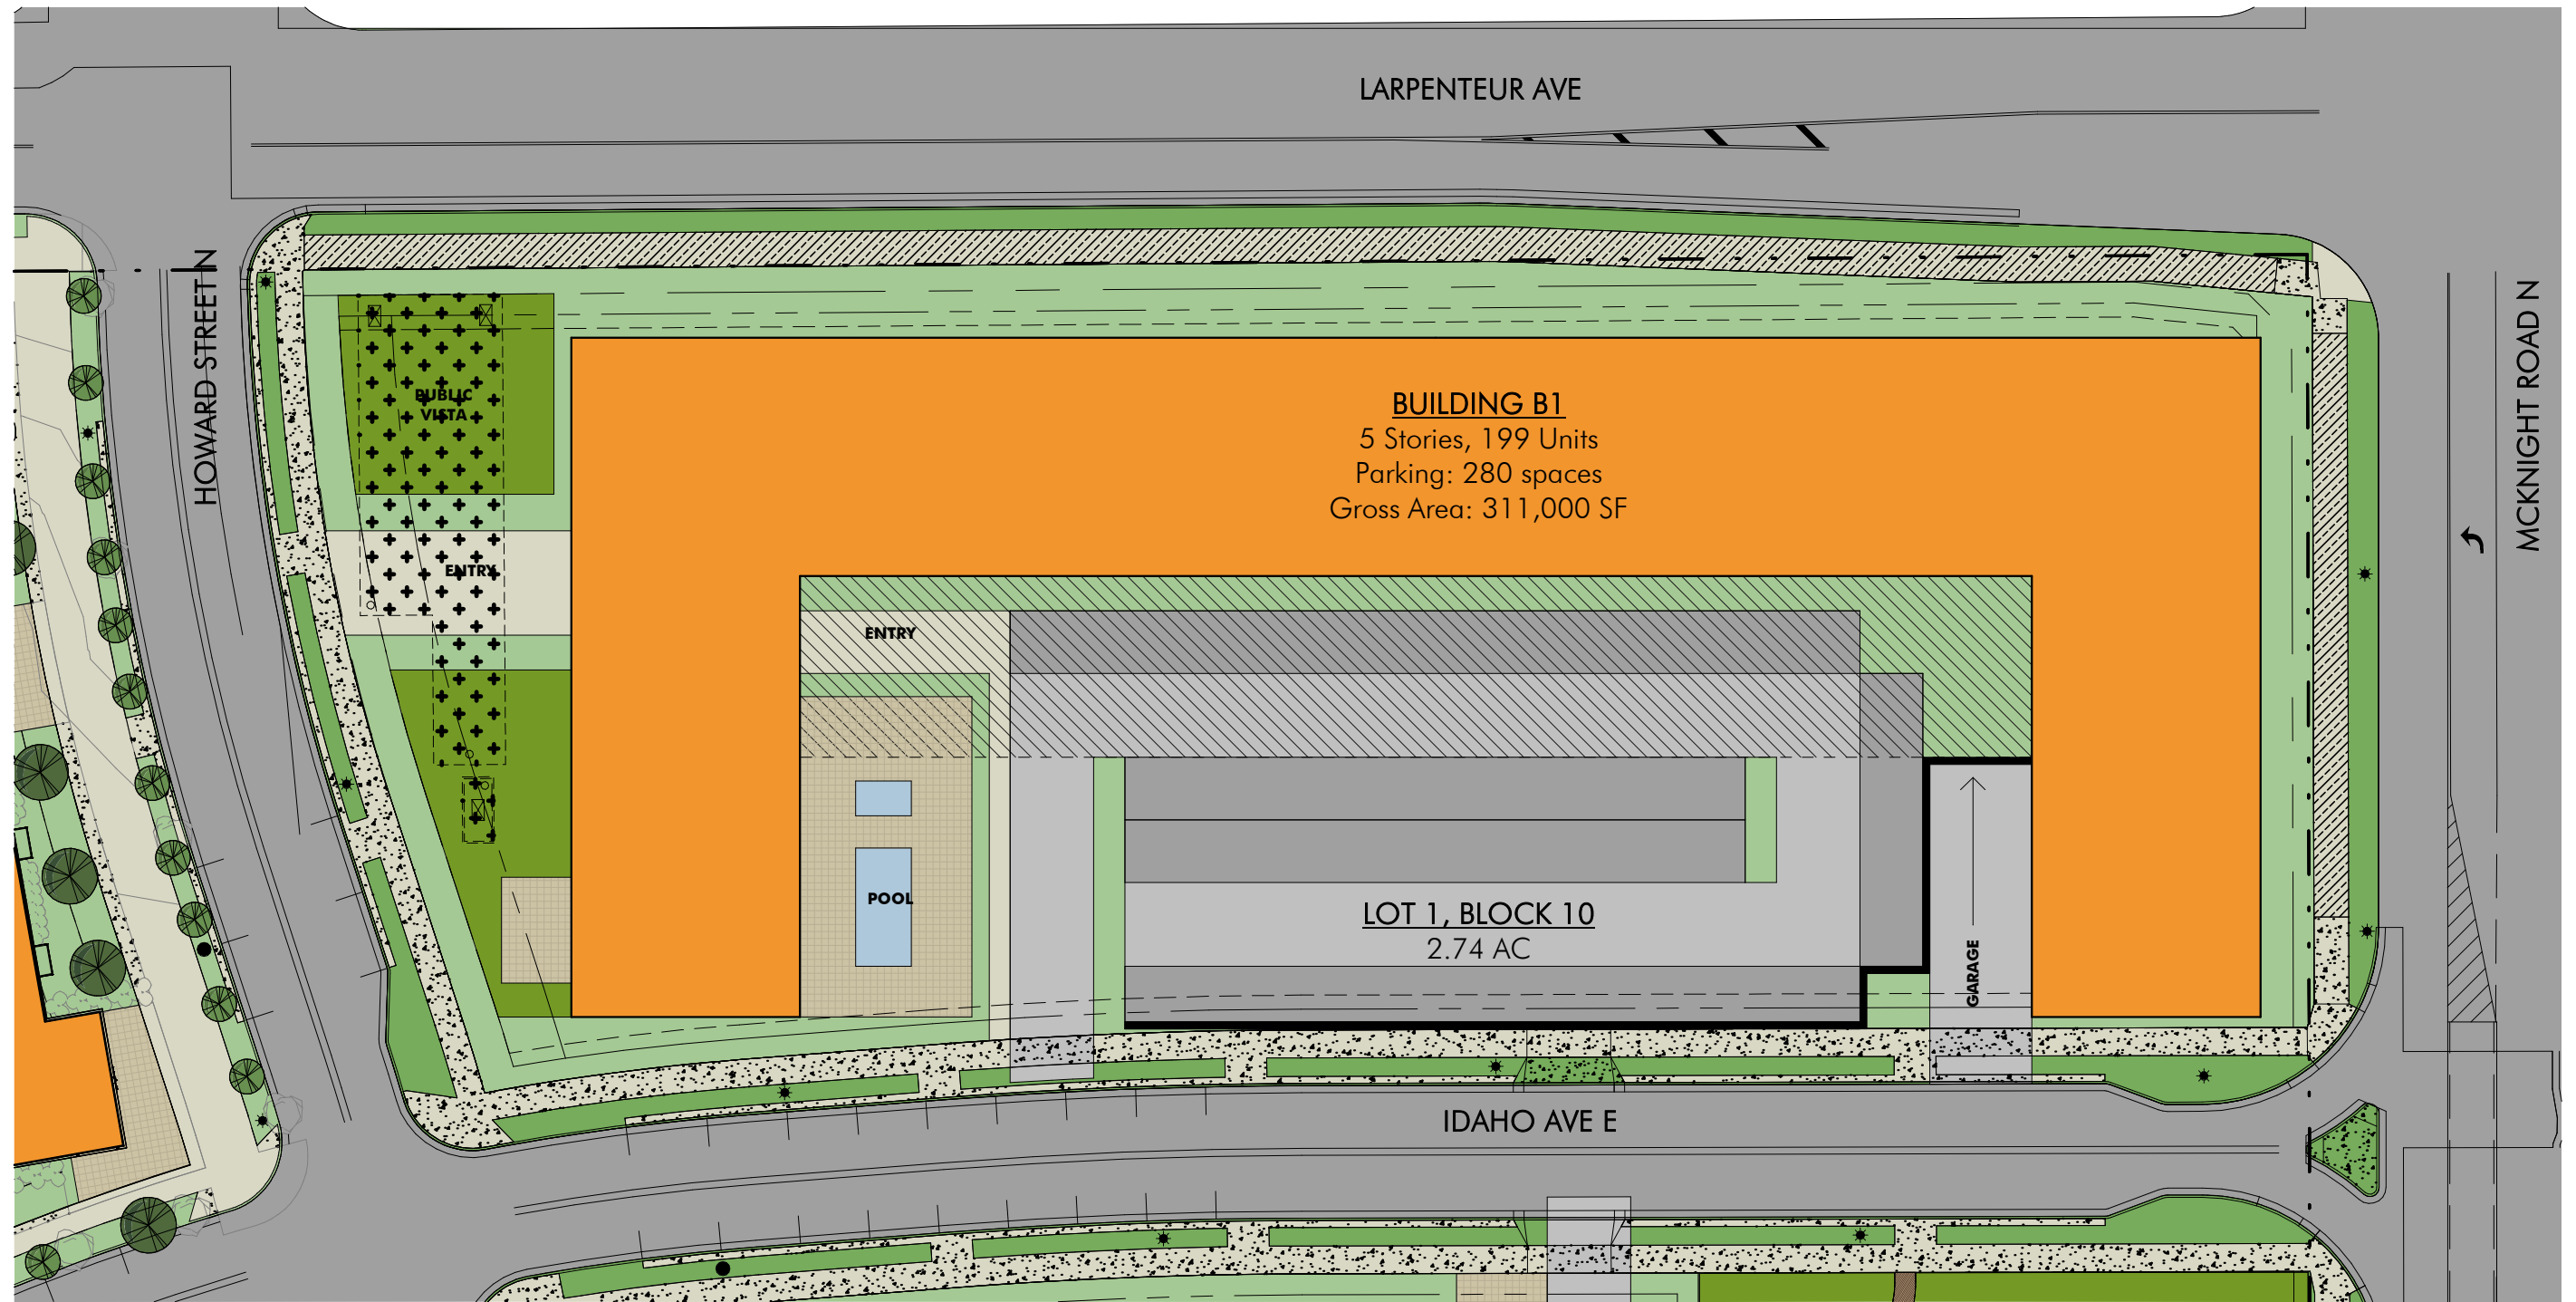 LARPENTEUR AVE
HOWARD STREET N
MCKNIGHT ROAD N
PUBLIC
VISTA
BUILDING B1
5 Stories, 199 Units
Parking: 280 spaces
Gross Area: 311,000 SF
ENTRY
ENTRY
POOL
LOT 1, BLOCK 10
2.74 AC
GARAGE
IDAHO AVE E